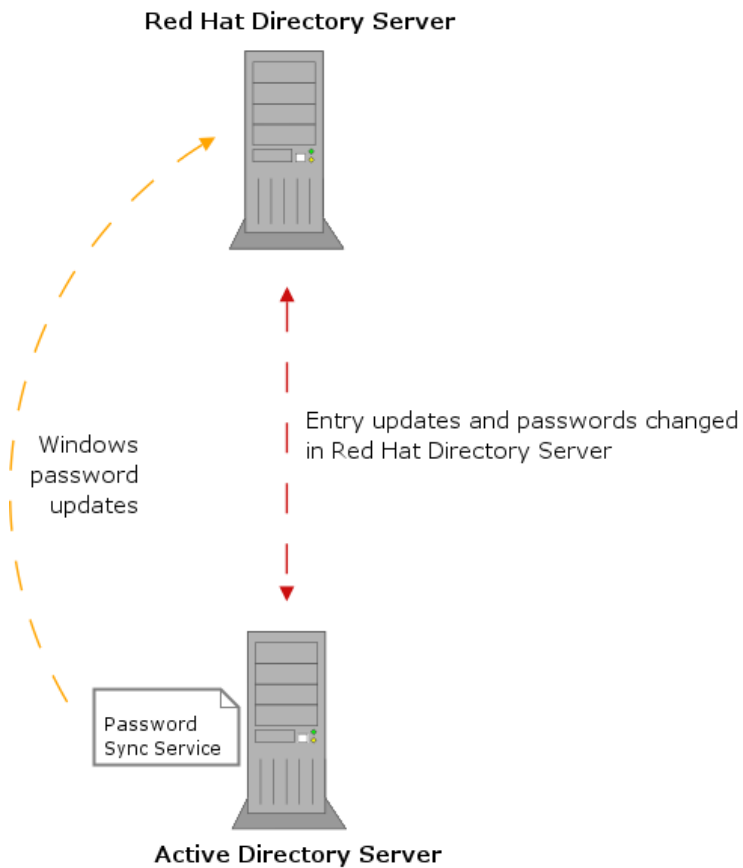 Red Hat Directory Server
Entry updates and passwords changed
in Red Hat Directory Server
Windows
password
updates
Password
Sync Service
Active Directory Server